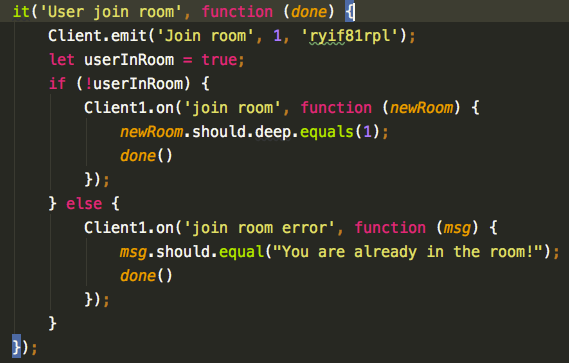 it('User join room', function (done) {
    Client.emit('Join room', 1, 'ryif81rpl');
    let userInRoom = true;
    if (!userInRoom) {
        Client1.on('join room', function (newRoom) {
            newRoom.should.deep.equals(1);
            done()
        });
    } else {
        Client1.on('join room error', function (msg) {
            msg.should.equal("You are already in the room!");
            done()
        });
    }
});